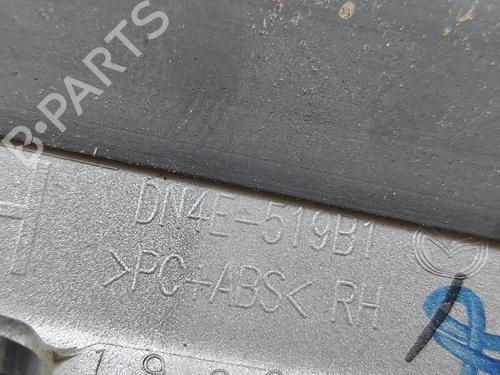 B-PARTS
DN4E-519B1
>PC+ABS< RH